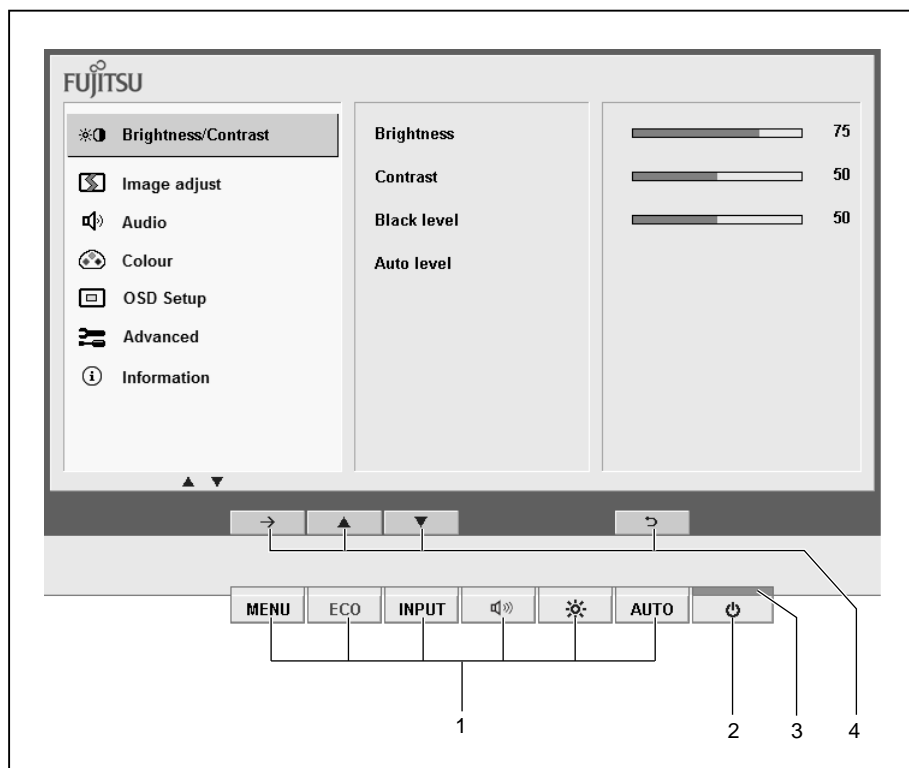 FUJITSU
Brightness/Contrast
Image adjust
Audio
Colour
OSD Setup
Advanced
Information
Brightness
Contrast
Black level
Auto level
75
50
50
MENU ECO INPUT AUTO
1 2 3 4